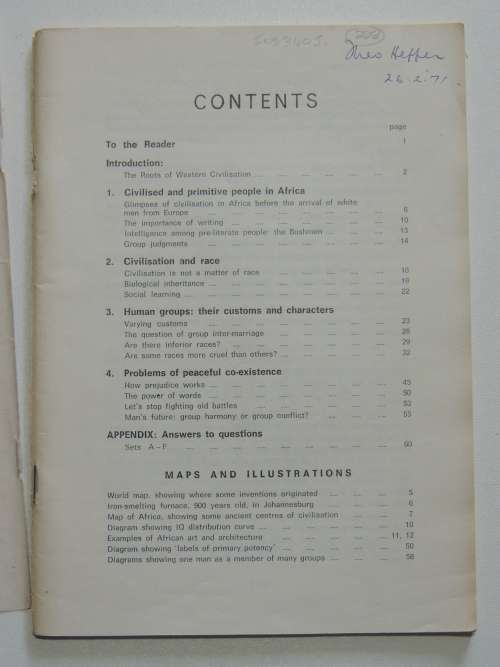 CONTENTS
page
To the Reader .... 1
Introduction:
The Roots of Western Civilisation .... 2
1. Civilised and primitive people in Africa
Glimpses of civilisation in Africa before the arrival of white
men from Europe .... 6
The importance of writing .... 10
Intelligence among pre-literate people: the Bushmen .... 13
Group judgments .... 14
2. Civilisation and race
Civilisation is not a matter of race .... 18
Biological inheritance .... 19
Social learning .... 22
3. Human groups: their customs and characters
Varying customs .... 23
The question of group inter-marriage .... 26
Are there inferior races? .... 29
Are some races more cruel than others? .... 32
4. Problems of peaceful co-existence
How prejudice works .... 45
The power of words .... 50
Let's stop fighting old battles .... 53
Man's future: group harmony or group conflict? .... 55
APPENDIX: Answers to questions
Sets A – F .... 60
MAPS AND ILLUSTRATIONS
World map, showing where some inventions originated .... 5
Iron-smelting furnace, 900 years old, in Johannesburg .... 6
Map of Africa, showing some ancient centres of civilisation .... 7
Diagram showing IQ distribution curve .... 10
Examples of African art and architecture .... 11, 12
Diagram showing 'labels of primary potency' .... 50
Diagrams showing one man as a member of many groups .... 56